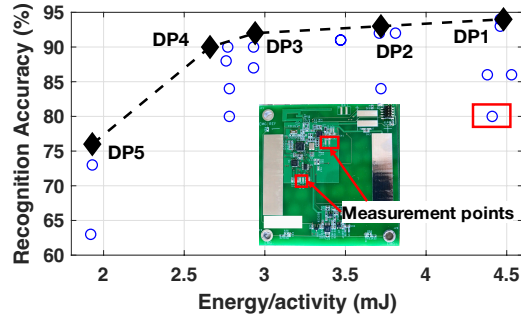 Recognition Accuracy (%)
95
90
85
80
75
70
65
60
DP4
DP3
DP2
DP1
DP5
Measurement points
2
2.5
3
3.5
4
4.5
Energy/activity (mJ)